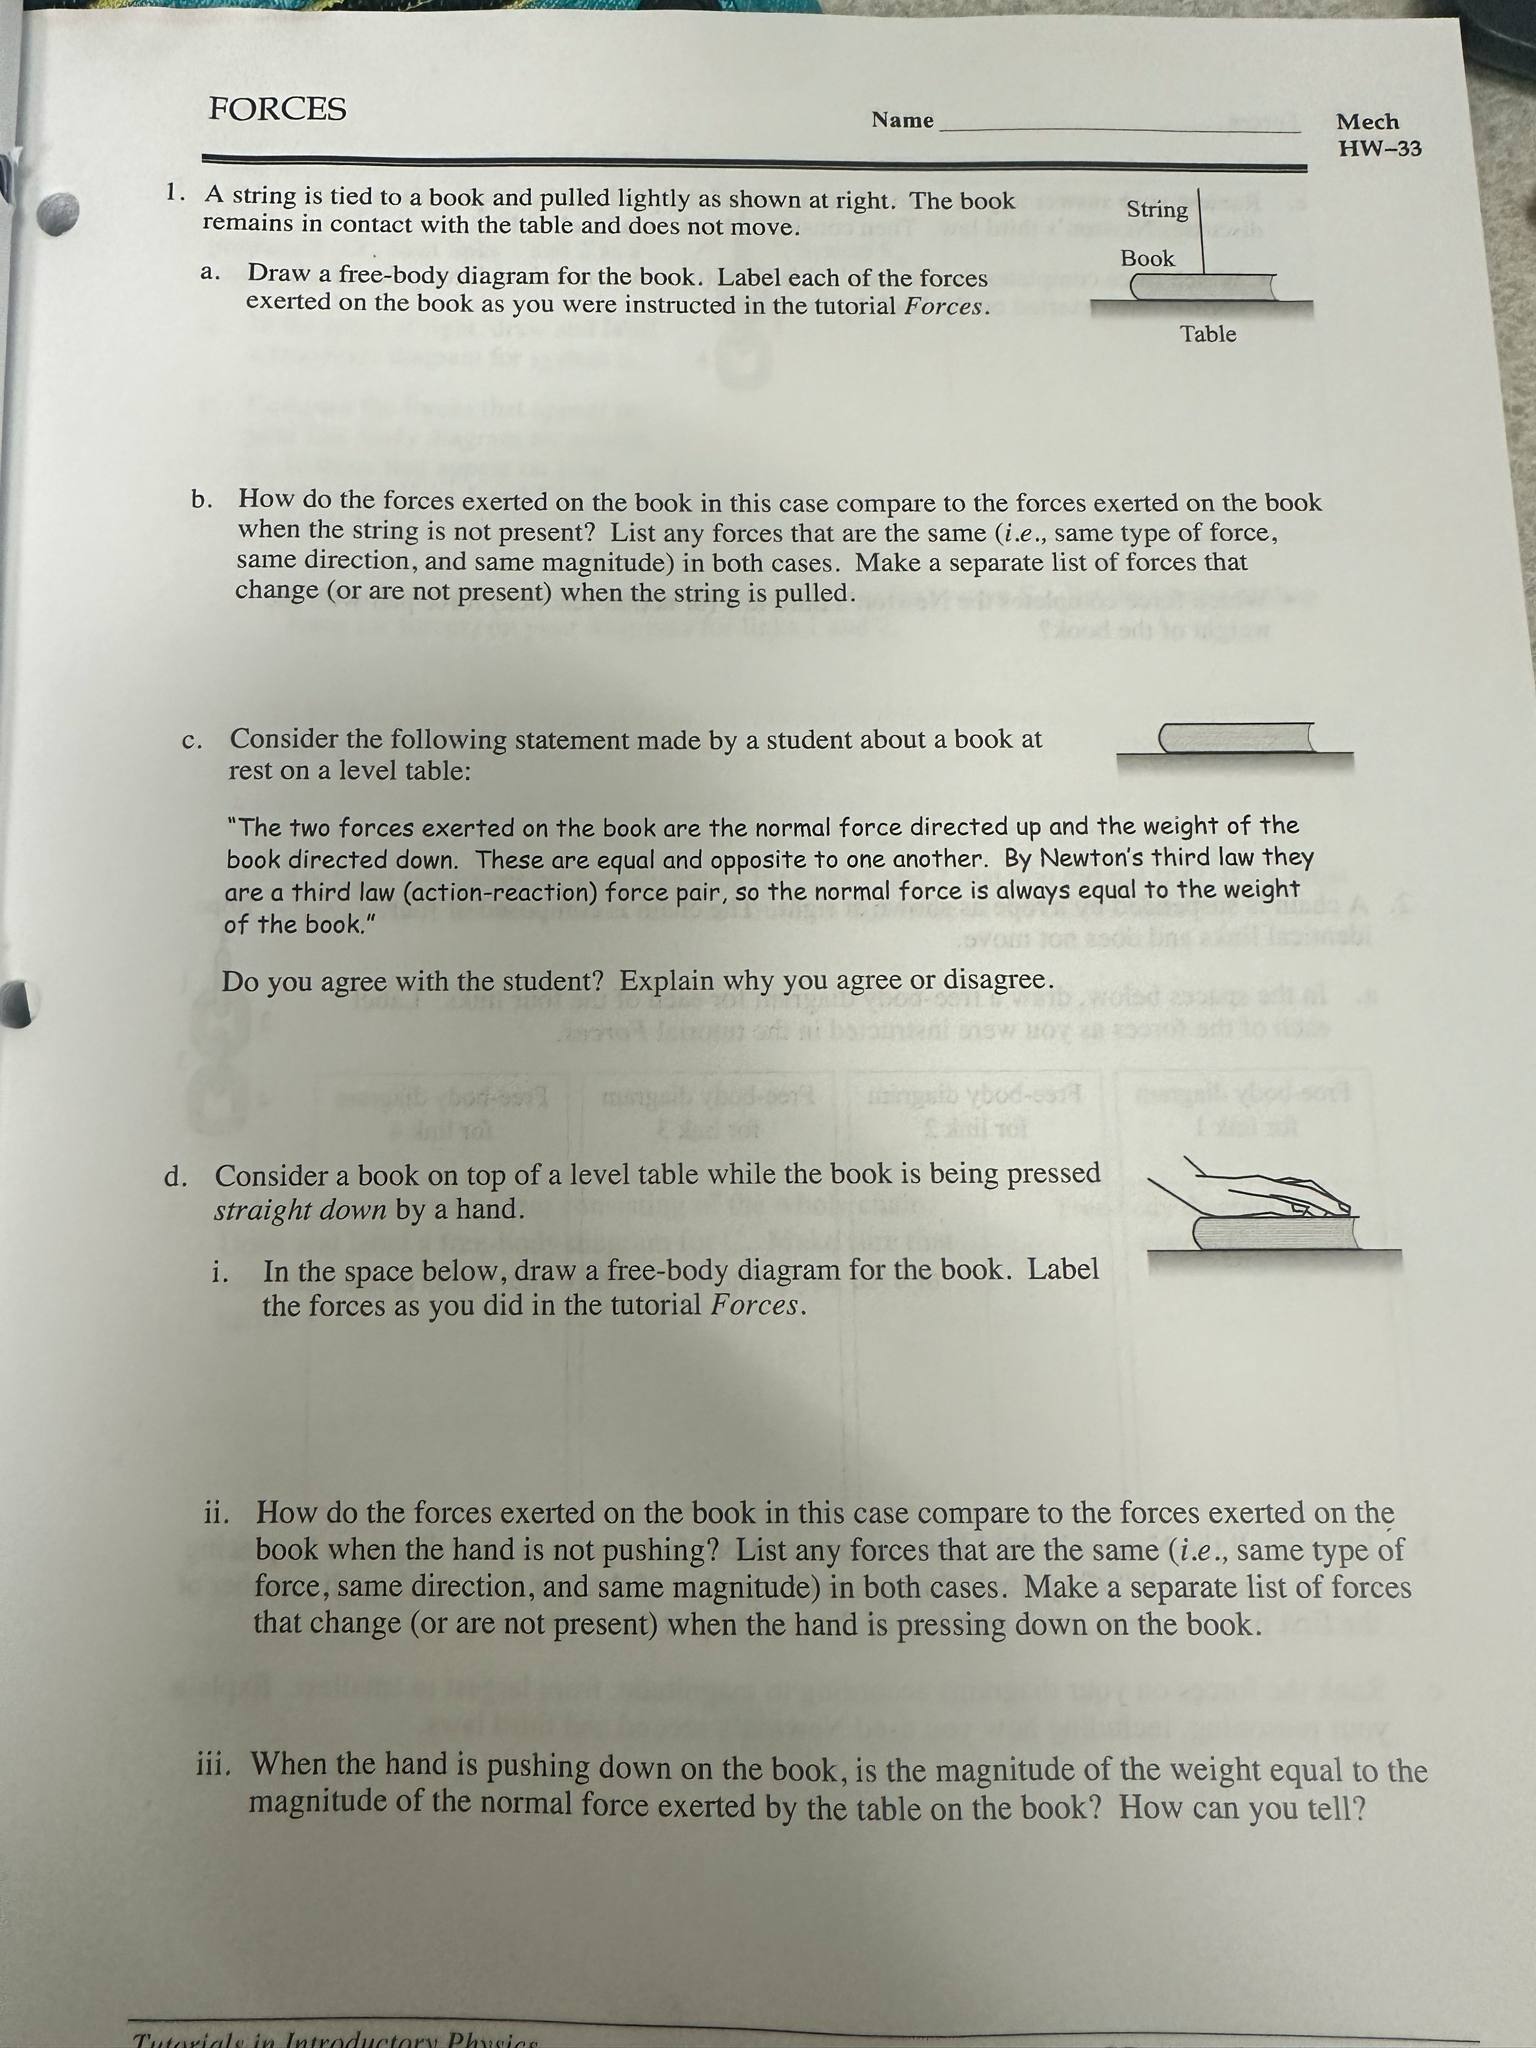 FORCES
Name
Mech
HW–33
1. A string is tied to a book and pulled lightly as shown at right. The book
remains in contact with the table and does not move.
String
Book
Table
a. Draw a free-body diagram for the book. Label each of the forces
exerted on the book as you were instructed in the tutorial Forces.
b. How do the forces exerted on the book in this case compare to the forces exerted on the book
when the string is not present? List any forces that are the same (i.e., same type of force,
same direction, and same magnitude) in both cases. Make a separate list of forces that
change (or are not present) when the string is pulled.
c. Consider the following statement made by a student about a book at
rest on a level table:
"The two forces exerted on the book are the normal force directed up and the weight of the
book directed down. These are equal and opposite to one another. By Newton's third law they
are a third law (action-reaction) force pair, so the normal force is always equal to the weight
of the book."
Do you agree with the student? Explain why you agree or disagree.
d. Consider a book on top of a level table while the book is being pressed
straight down by a hand.
i. In the space below, draw a free-body diagram for the book. Label
the forces as you did in the tutorial Forces.
ii. How do the forces exerted on the book in this case compare to the forces exerted on the
book when the hand is not pushing? List any forces that are the same (i.e., same type of
force, same direction, and same magnitude) in both cases. Make a separate list of forces
that change (or are not present) when the hand is pressing down on the book.
iii. When the hand is pushing down on the book, is the magnitude of the weight equal to the
magnitude of the normal force exerted by the table on the book? How can you tell?
Tutorials in Introductory Physics